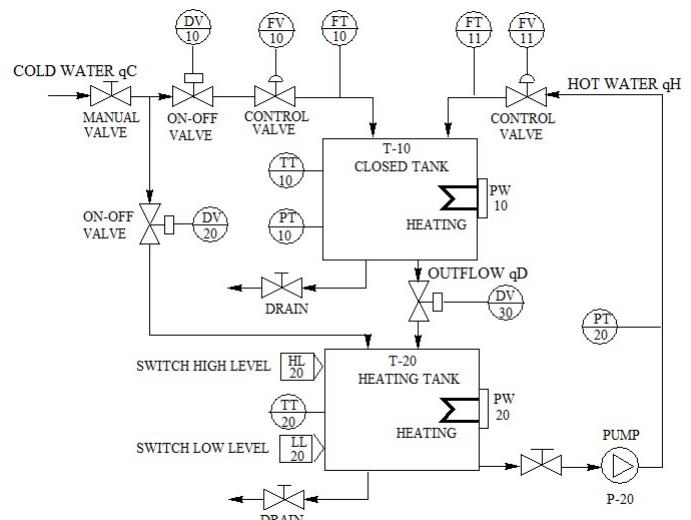 DV
10
FV
10
FT
10
FT
11
FV
11
COLD WATER qC
HOT WATER qH
MANUAL
VALVE
ON-OFF
VALVE
CONTROL
VALVE
CONTROL
VALVE
T-10
CLOSED TANK
TT
10
PW
10
ON-OFF
VALVE
DV
20
PT
10
HEATING
OUTFLOW qD
DRAIN
DV
30
PT
20
SWITCH HIGH LEVEL
HL
20
T-20
HEATING TANK
TT
20
PW
20
HEATING
SWITCH LOW LEVEL
LL
20
PUMP
P-20
DRAIN